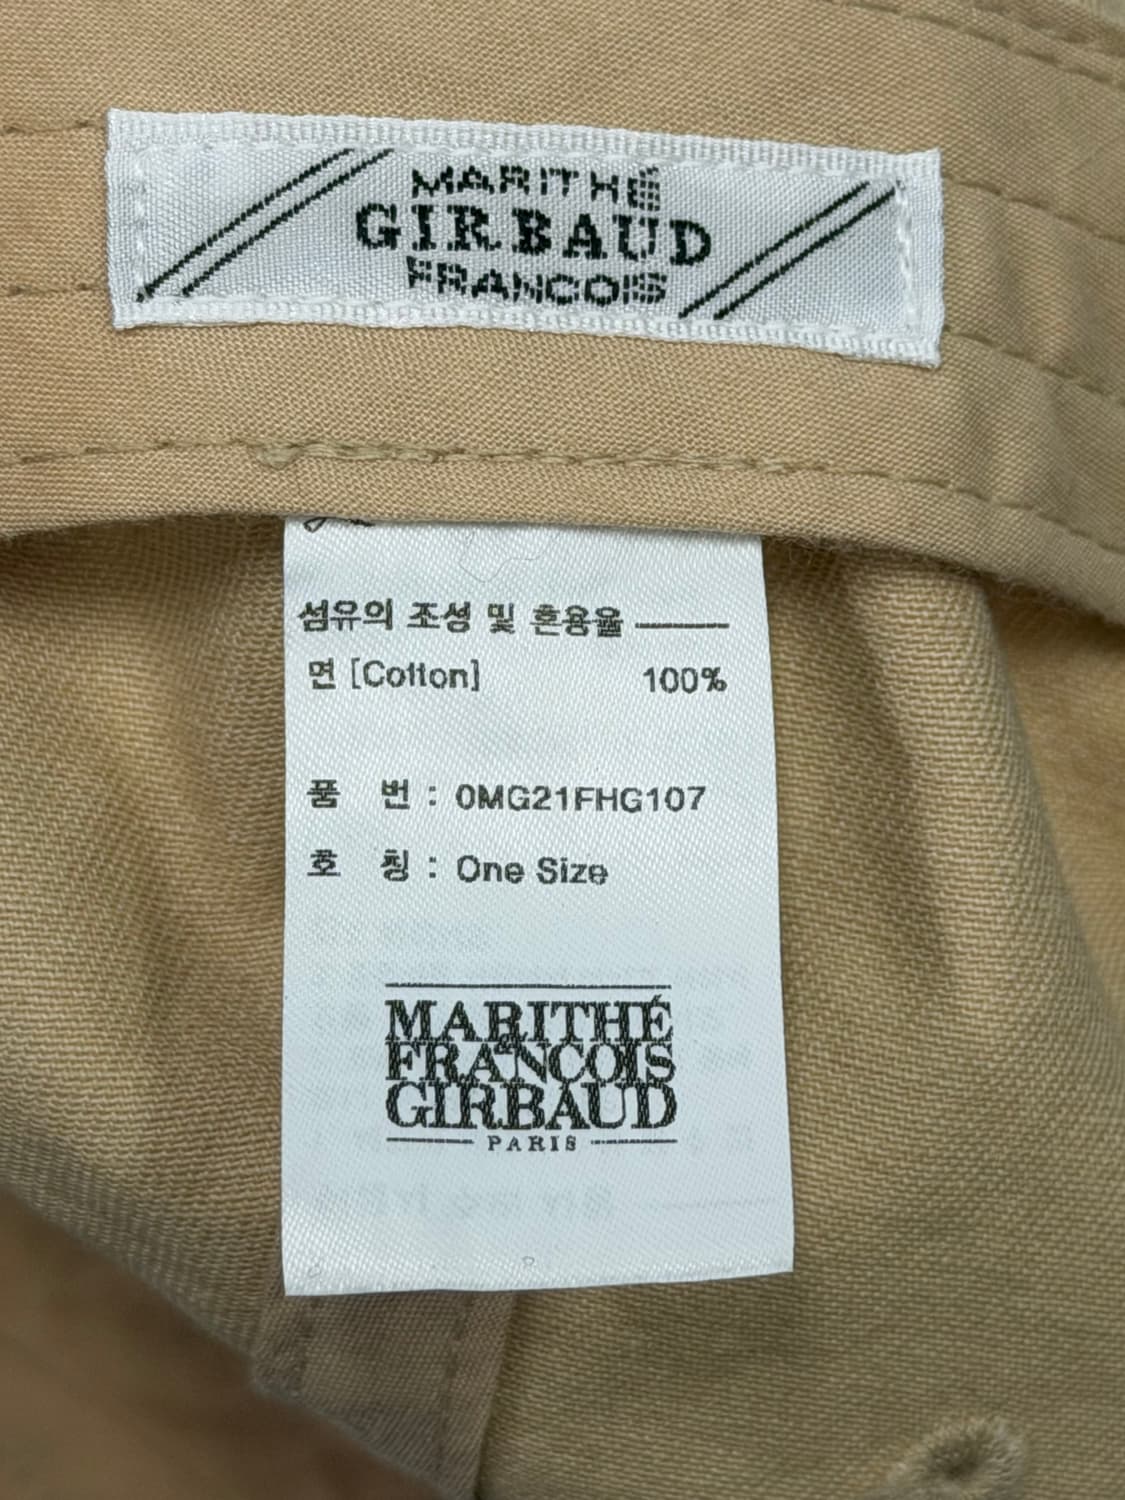 MARITHÉ
GIRBAUD
FRANCOIS
섬유의 조성 및 혼용율
면 [Cotton] 100%
품 번 : 0MG21FHG107
호 칭 : One Size
MARITHÉ
FRANÇOIS
GIRBAUD
PARIS